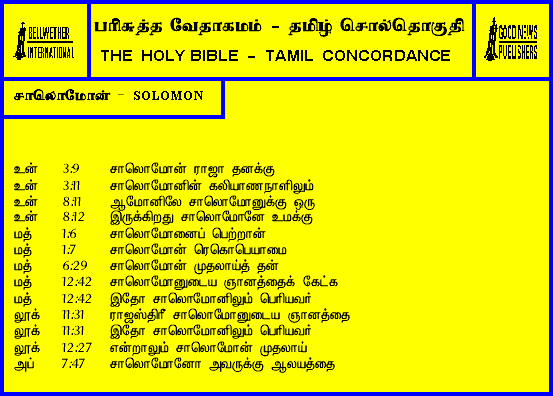 BELLWETHER
INTERNATIONAL
பரிசுத்த வேதாகமம் - தமிழ் சொல்தொகுதி
THE HOLY BIBLE - TAMIL CONCORDANCE
GOOD NEWS
PUBLISHERS
சாலொமோன் - SOLOMON
உன் 3:9 சாலொமோன் ராஜா தனக்கு
உன் 3:11 சாலொமோனின் கலியாணநாளிலும்
உன் 8:11 ஆமோனிலே சாலொமோனுக்கு ஒரு
உன் 8:12 இருக்கிறது சாலொமோனே உமக்கு
மத் 1:6 சாலொமோனைப் பெற்றான்
மத் 1:7 சாலொமோன் ரெகொபெயாமை
மத் 6:29 சாலொமோன் முதலாய்த் தன்
மத் 12:42 சாலொமோனுடைய ஞானத்தைக் கேட்க
மத் 12:42 இதோ சாலொமோனிலும் பெரியவர்
லூக் 11:31 ராஜஸ்திரீ சாலொமோனுடைய ஞானத்தை
லூக் 11:31 இதோ சாலொமோனிலும் பெரியவர்
லூக் 12:27 என்றாலும் சாலொமோன் முதலாய்
அப் 7:47 சாலொமோனோ அவருக்கு ஆலயத்தை